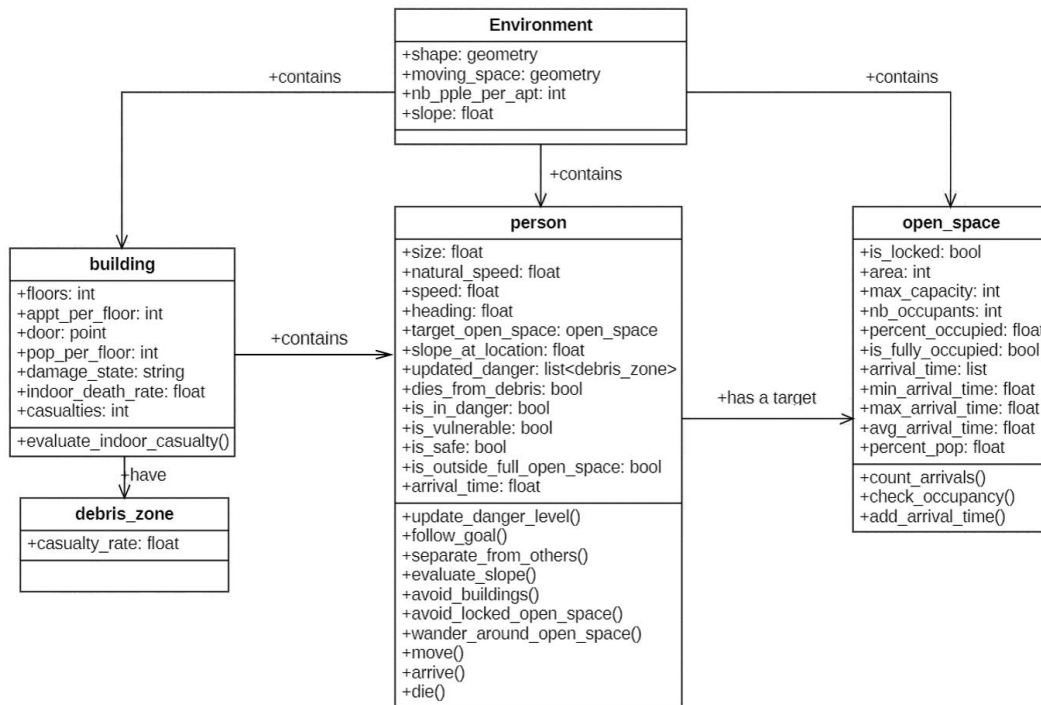 Environment
+shape: geometry
+moving_space: geometry
+nb_pple_per_apt: int
+slope: float
+contains
+contains
+contains
building
+floors: int
+appt_per_floor: int
+door: point
+pop_per_floor: int
+damage_state: string
+indoor_death_rate: float
+casualties: int
+evaluate_indoor_casualty()
+have
debris_zone
+casualty_rate: float
+contains
person
+size: float
+natural_speed: float
+speed: float
+heading: float
+target_open_space: open_space
+slope_at_location: float
+updated_danger: list<debris_zone>
+dies_from_debris: bool
+is_in_danger: bool
+is_vulnerable: bool
+is_safe: bool
+is_outside_full_open_space: bool
+arrival_time: float
+update_danger_level()
+follow_goal()
+separate_from_others()
+evaluate_slope()
+avoid_buildings()
+avoid_locked_open_space()
+wander_around_open_space()
+move()
+arrive()
+die()
+has a target
open_space
+is_locked: bool
+area: int
+max_capacity: int
+nb_occupants: int
+percent_occupied: float
+is_fully_occupied: bool
+arrival_time: list
+min_arrival_time: float
+max_arrival_time: float
+avg_arrival_time: float
+percent_pop: float
+count_arrivals()
+check_occupancy()
+add_arrival_time()